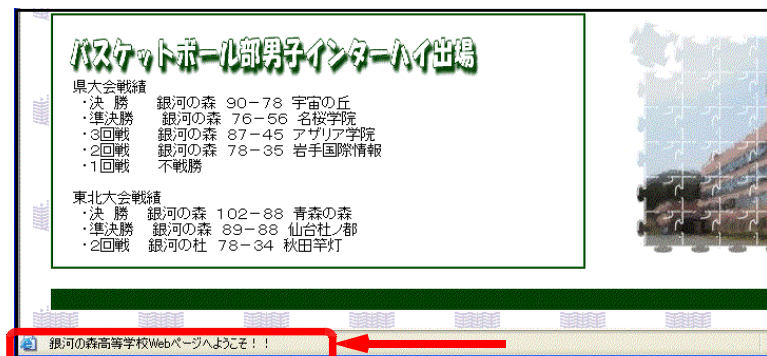 バスケットボール部男子インターハイ出場
県大会戦績
・決 勝 銀河の森 90-78 宇宙の丘
・準決勝 銀河の森 76-56 名桜学院
・3回戦 銀河の森 87-45 アザリア学院
・2回戦 銀河の森 78-35 岩手国際情報
・1回戦 不戦勝
東北大会戦績
・決 勝 銀河の森 102-88 青森の森
・準決勝 銀河の森 89-88 仙台杜ノ都
・2回戦 銀河の杜 78-34 秋田竿灯
銀河の森高等学校Webページへようこそ!!